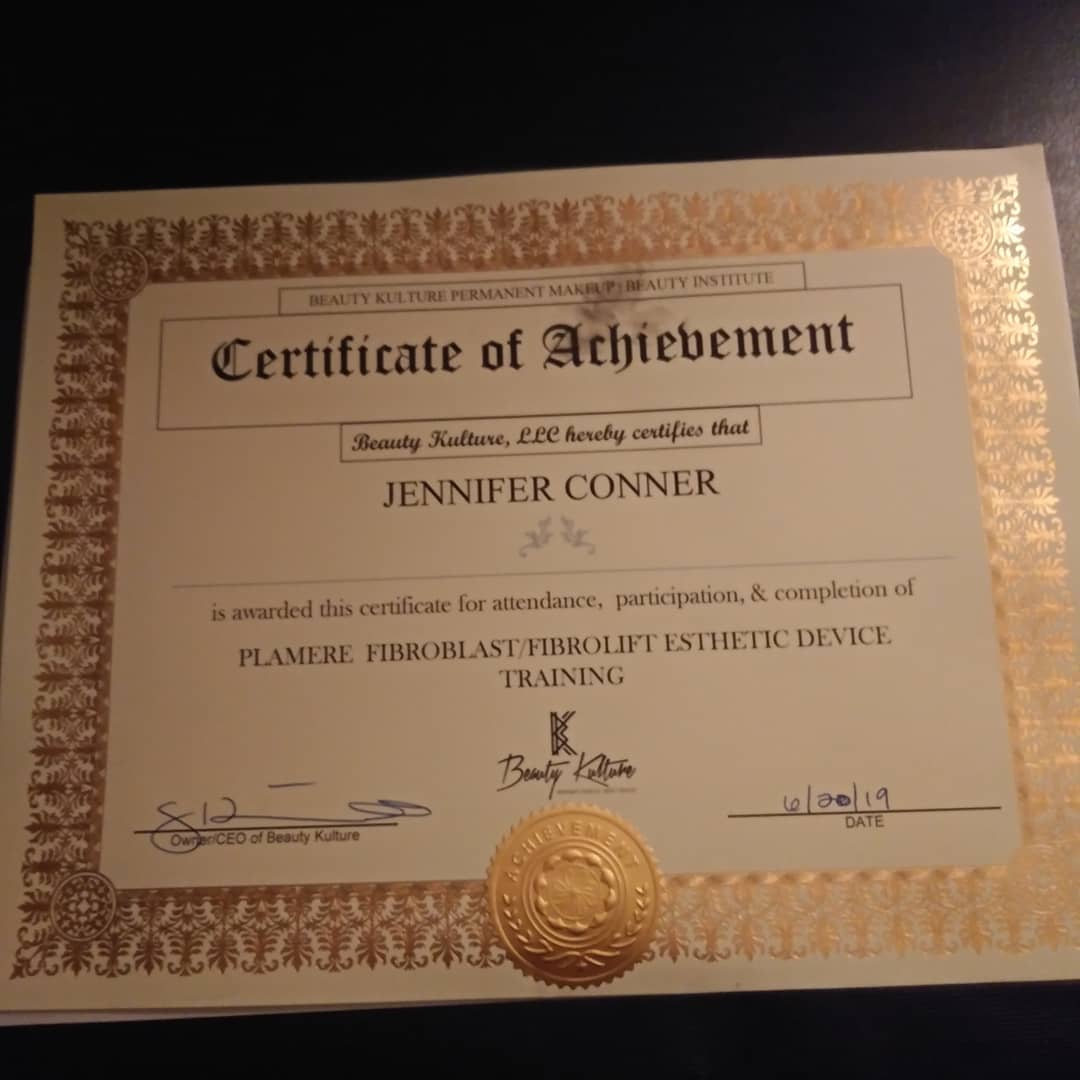 BEAUTY KULTURE PERMANENT MAKEUP | BEAUTY INSTITUTE
Certificate of Achievement
Beauty Kulture, LLC hereby certifies that
JENNIFER CONNER
is awarded this certificate for attendance, participation, & completion of
PLAMERE FIBROBLAST/FIBROLIFT ESTHETIC DEVICE
TRAINING
K
Beauty Kulture
6/20/19
Owner/CEO of Beauty Kulture
DATE
ACHIEVEMENT